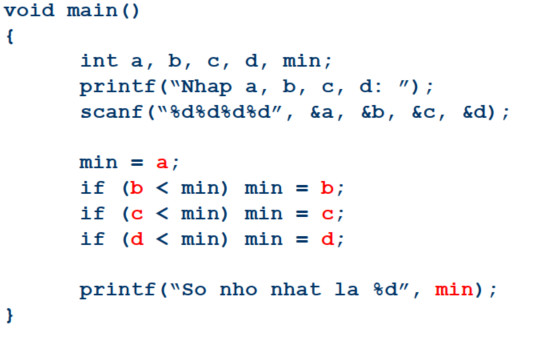 void main()
{
int a, b, c, d, min;
printf(“Nhap a, b, c, d: ”);
scanf(“%d%d%d%d”, &a, &b, &c, &d);
min = a;
if (b < min) min = b;
if (c < min) min = c;
if (d < min) min = d;
printf(“So nho nhat la %d”, min);
}